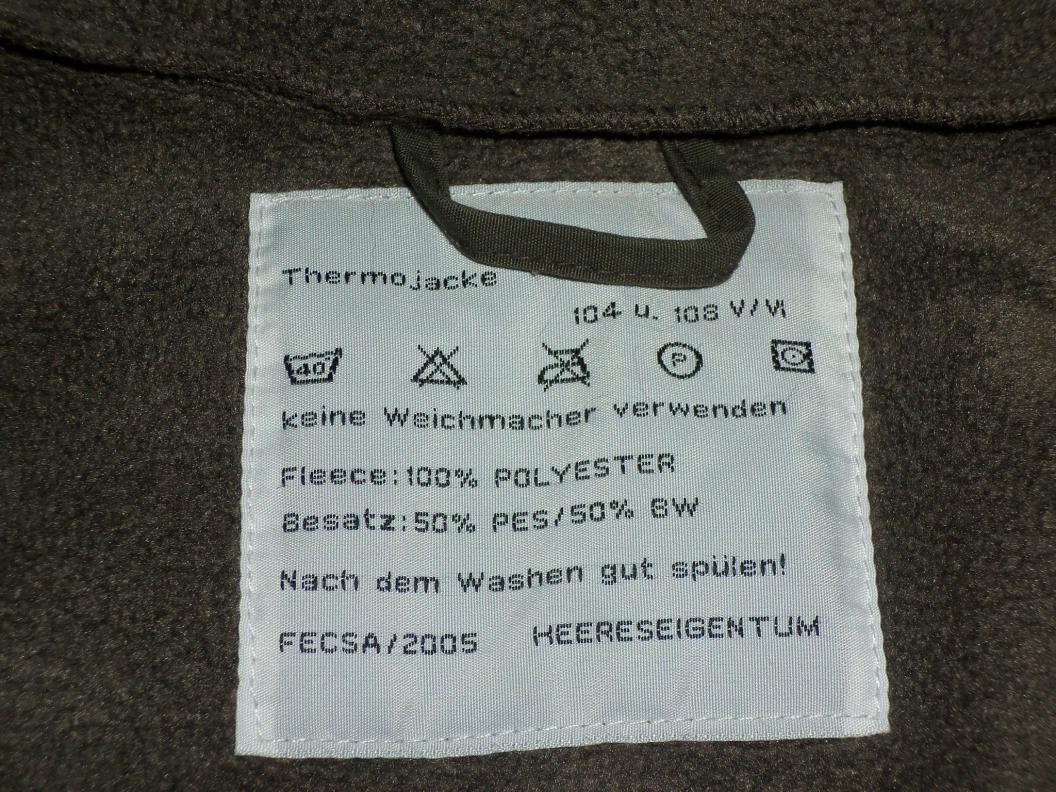 Thermojacke
104 u. 108 V/VI
40 P
keine Weichmacher verwenden
Fleece:100% POLYESTER
Besatz:50% PES/50% BW
Nach dem Washen gut spülen!
FECSA/2005 HEERESEIGENTUM